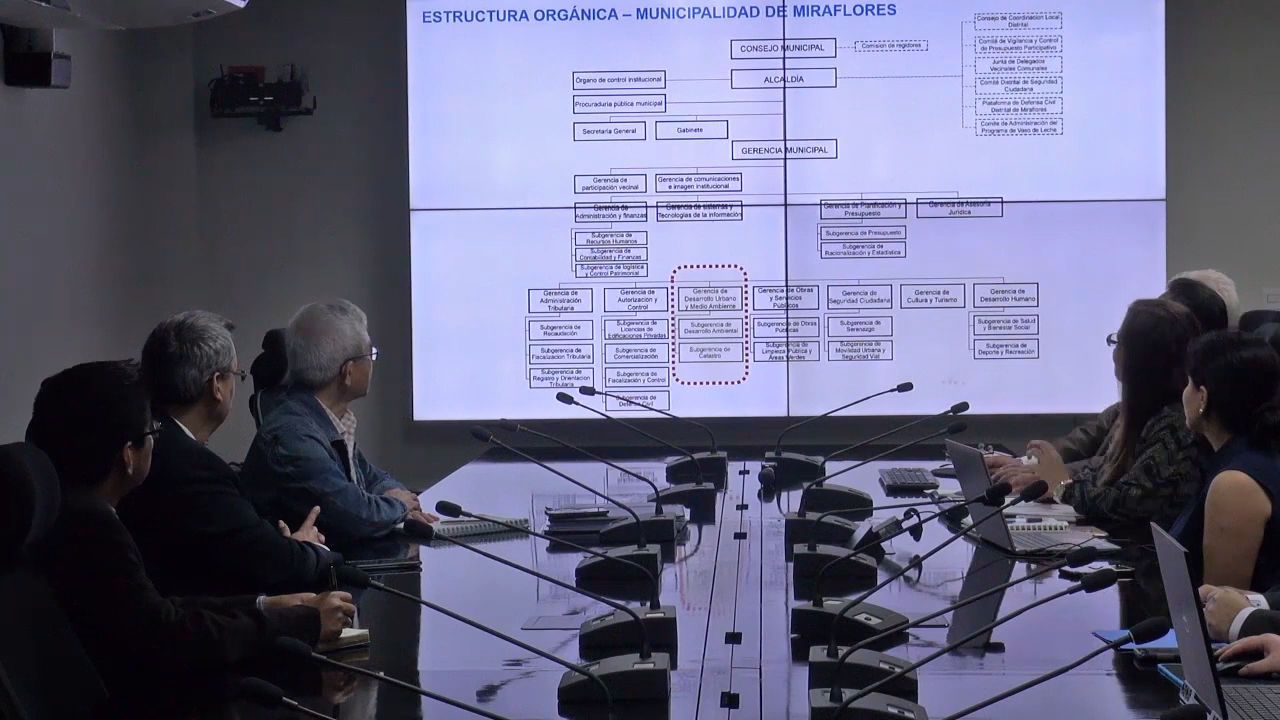 ESTRUCTURA ORGÁNICA – MUNICIPALIDAD DE MIRAFLORES
CONSEJO MUNICIPAL
Comisión de regidores
ALCALDÍA
Órgano de control institucional
Procuraduría pública municipal
Secretaría General
Gabinete
Consejo de Coordinación Local
Distrital
Comité de Vigilancia y Control
de Presupuesto Participativo
Junta de Delegados
Vecinales Comunales
Comité Distrital de Seguridad
Ciudadana
Plataforma de Defensa Civil
Distrital de Miraflores
Comité de Administración del
Programa de Vaso de Leche
GERENCIA MUNICIPAL
Gerencia de
participación vecinal
Gerencia de comunicaciones
e imagen institucional
Gerencia de
Administración y finanzas
Gerencia de sistemas y
Tecnologías de la información
Gerencia de Planificación y
Presupuesto
Gerencia de Asesoría
Jurídica
Subgerencia de
Recursos Humanos
Subgerencia de
Contabilidad y Finanzas
Subgerencia de logística
y Control Patrimonial
Subgerencia de Presupuesto
Subgerencia de
Racionalización y Estadística
Gerencia de
Administración
Tributaria
Subgerencia de
Recaudación
Subgerencia de
Fiscalización Tributaria
Subgerencia de
Registro y Orientación
Tributaria
Gerencia de
Autorización y
Control
Subgerencia de
Licencias de
Edificaciones Privadas
Subgerencia de
Comercialización
Subgerencia de
Fiscalización y Control
Subgerencia de
Defensa Civil
Gerencia de
Desarrollo Urbano
y Medio Ambiente
Subgerencia de
Desarrollo Ambiental
Subgerencia de
Catastro
Gerencia de Obras
y Servicios
Públicos
Subgerencia de Obras
Públicas
Subgerencia de
Limpieza Pública y
Áreas Verdes
Gerencia de
Seguridad Ciudadana
Subgerencia de
Serenazgo
Subgerencia de
Movilidad Urbana y
Seguridad Vial
Gerencia de
Cultura y Turismo
Gerencia de
Desarrollo Humano
Subgerencia de Salud
y Bienestar Social
Subgerencia de
Deporte y Recreación